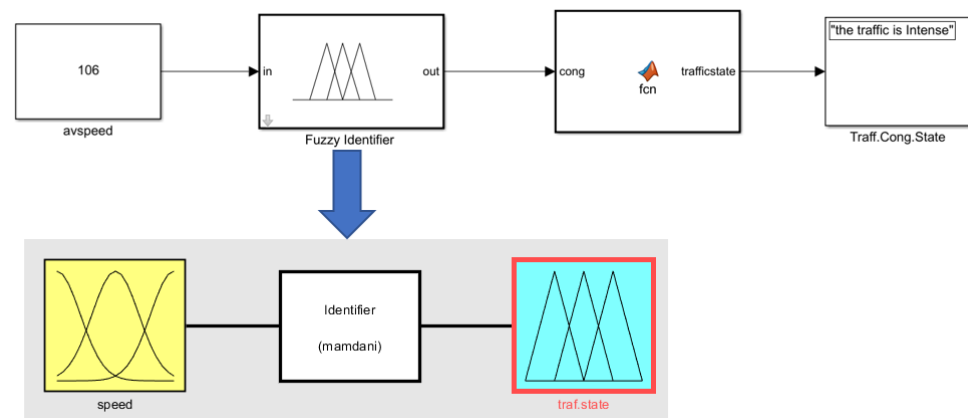 106
avspeed
in
out
Fuzzy Identifier
cong
fcn
trafficstate
"the traffic is Intense"
Traff.Cong.State
speed
Identifier
(mamdani)
traf.state